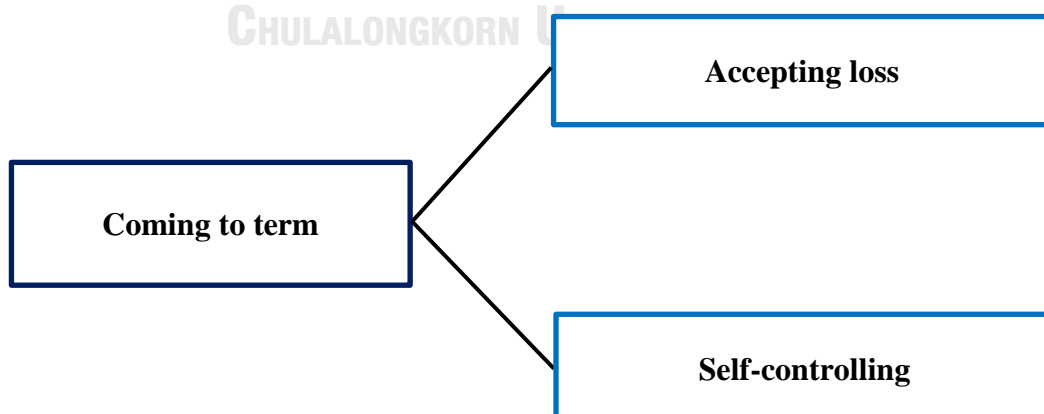 CHULALONGKORN U
Accepting loss
Coming to term
Self-controlling